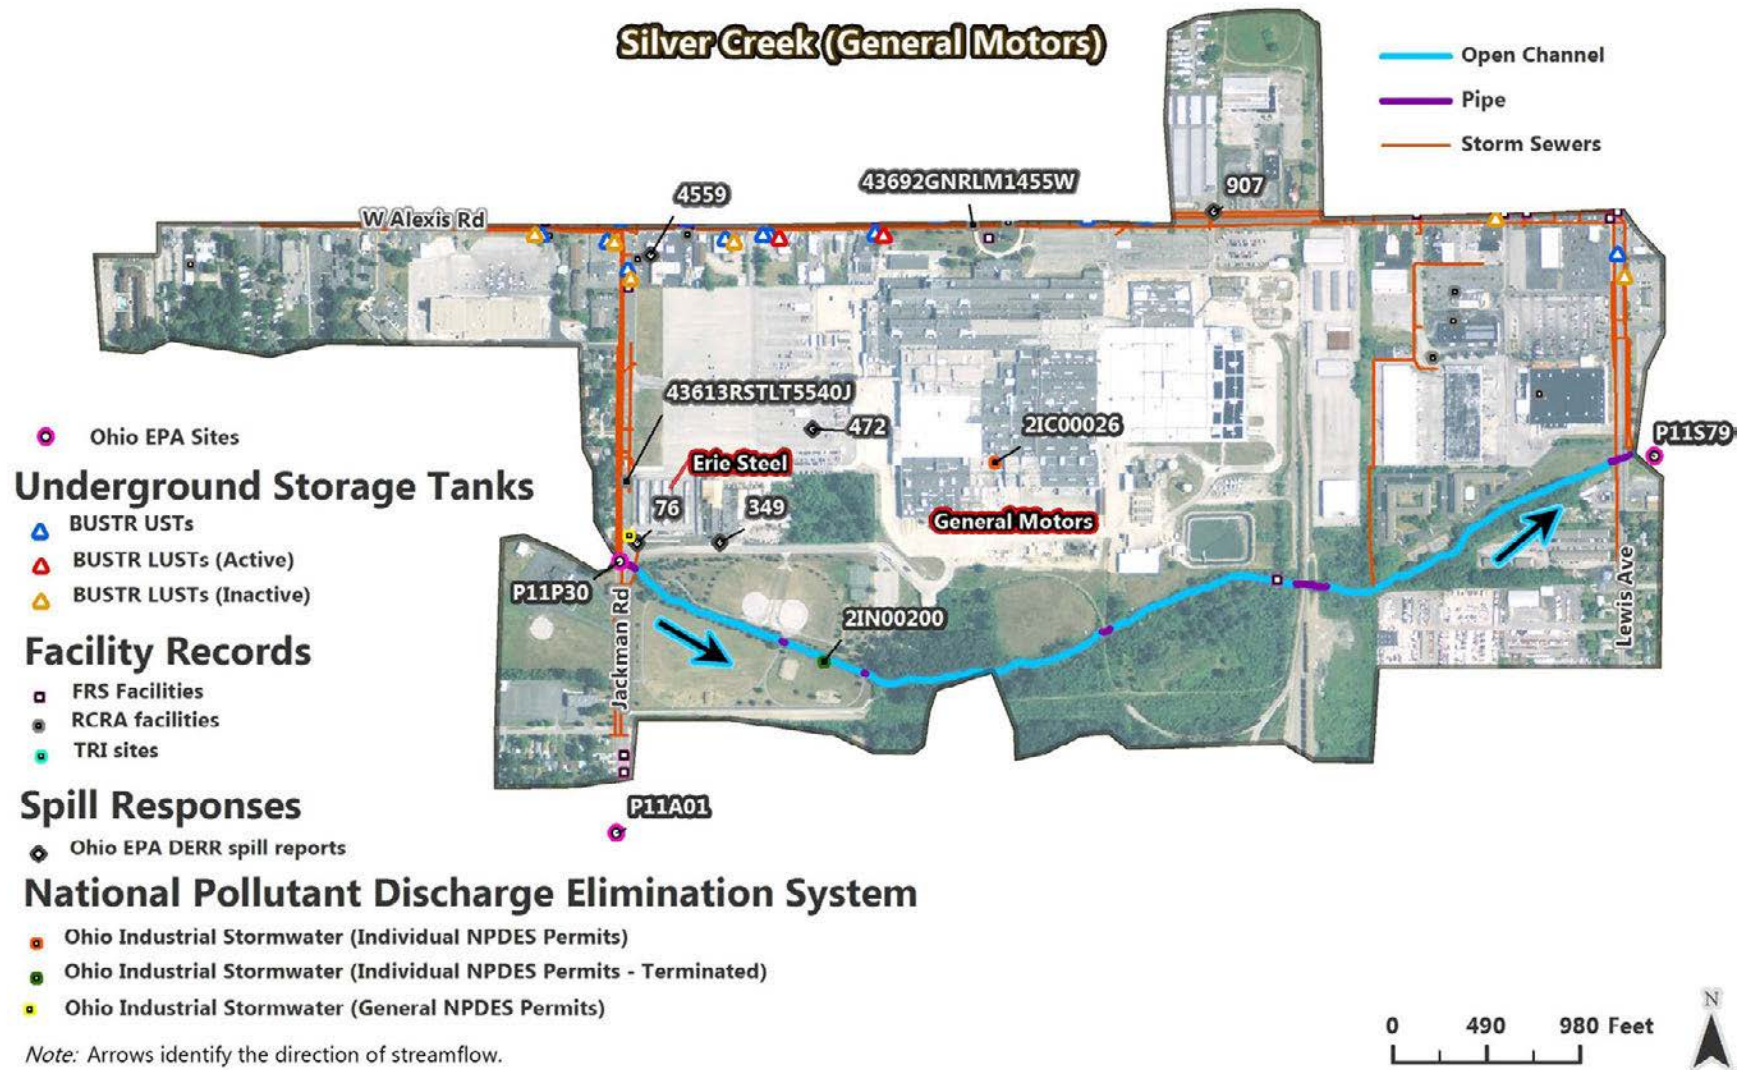 Silver Creek (General Motors)
Open Channel
Pipe
Storm Sewers
W Alexis Rd
4559
43692GNRLM1455W
907
43613RSTLT5540J
472
2IC00026
P11S79
Erie Steel
76
349
General Motors
P11P30
2IN00200
Jackman Rd
Lewis Ave
P11A01
Ohio EPA Sites
Underground Storage Tanks
BUSTR USTs
BUSTR LUSTs (Active)
BUSTR LUSTs (Inactive)
Facility Records
FRS Facilities
RCRA facilities
TRI sites
Spill Responses
Ohio EPA DERR spill reports
National Pollutant Discharge Elimination System
Ohio Industrial Stormwater (Individual NPDES Permits)
Ohio Industrial Stormwater (Individual NPDES Permits - Terminated)
Ohio Industrial Stormwater (General NPDES Permits)
Note: Arrows identify the direction of streamflow.
0 490 980 Feet
N